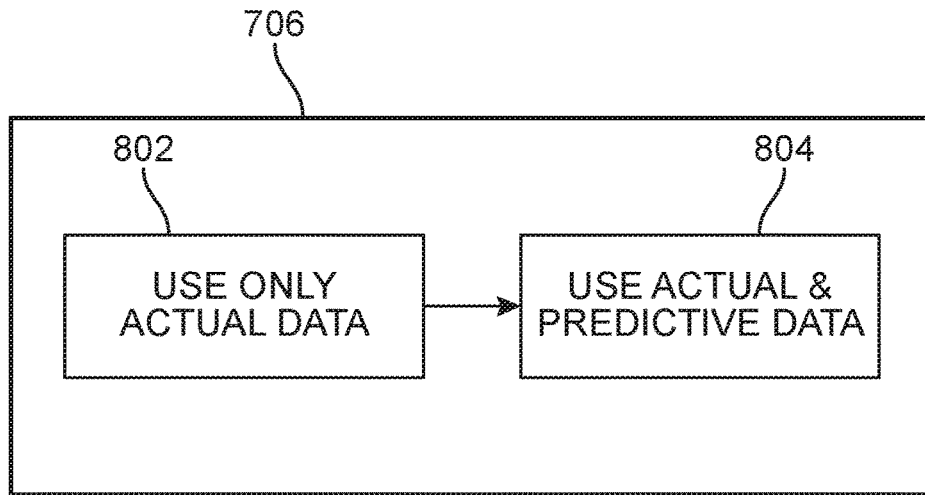 706
802
804
USE ONLY
ACTUAL DATA
USE ACTUAL &
PREDICTIVE DATA